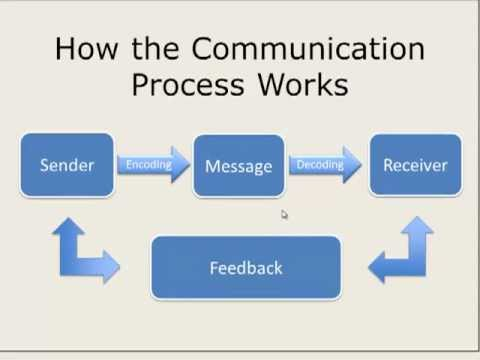 How the Communication
Process Works
Sender
Encoding
Message
Decoding
Receiver
Feedback